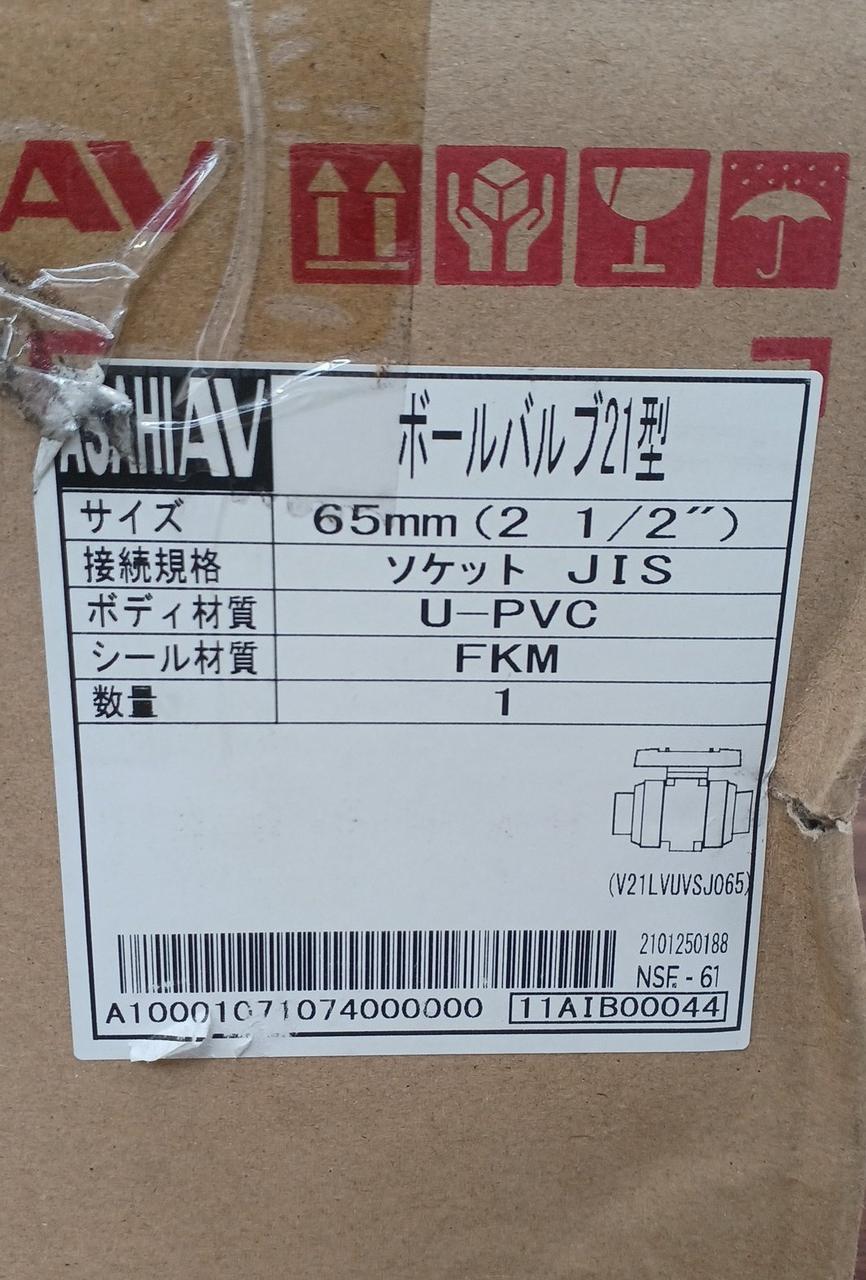 AV
ASAHI AV
ボールバルブ21型
サイズ 65mm(2 1/2″)
接続規格 ソケット JIS
ボディ材質 U-PVC
シール材質 FKM
数量 1
(V21LVUVSJ065)
2101250188
NSF-61
A10001071074000000 11AIB00044